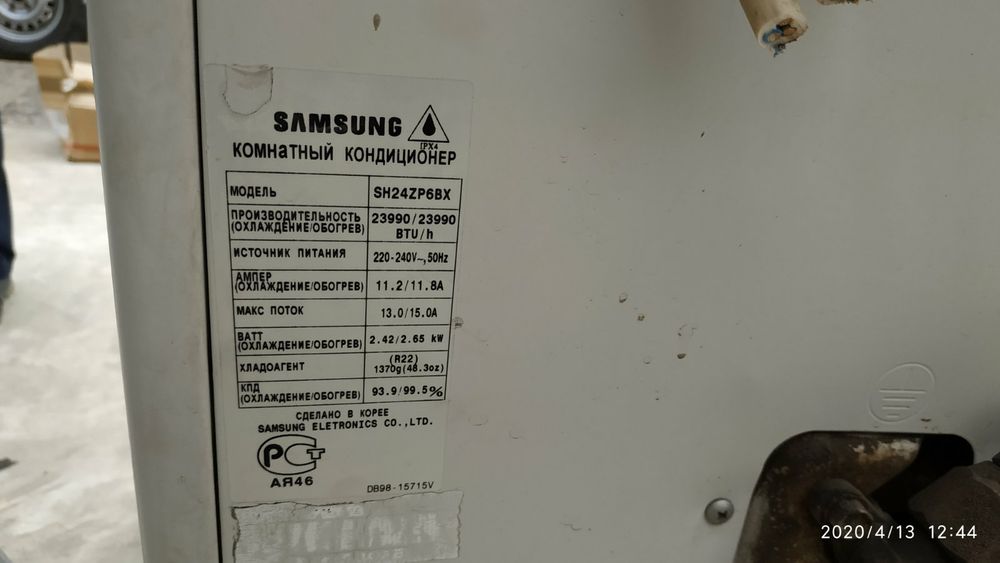 SAMSUNG
IPX4
КОМНАТНЫЙ КОНДИЦИОНЕР
МОДЕЛЬ SH24ZP6BX
ПРОИЗВОДИТЕЛЬНОСТЬ (ОХЛАЖДЕНИЕ/ОБОГРЕВ) 23990/23990 BTU/h
ИСТОЧНИК ПИТАНИЯ 220-240V~,50Hz
АМПЕР (ОХЛАЖДЕНИЕ/ОБОГРЕВ) 11.2/11.8A
МАКС ПОТОК 13.0/15.0A
ВАТТ (ОХЛАЖДЕНИЕ/ОБОГРЕВ) 2.42/2.65 kW
ХЛАДОАГЕНТ (R22) 1370g(48.3oz)
КПД (ОХЛАЖДЕНИЕ/ОБОГРЕВ) 93.9/99.5%
СДЕЛАНО В КОРЕЕ
SAMSUNG ELETRONICS CO.,LTD.
РСТ
АЯ46
DB98-15715V
2020/4/13 12:44